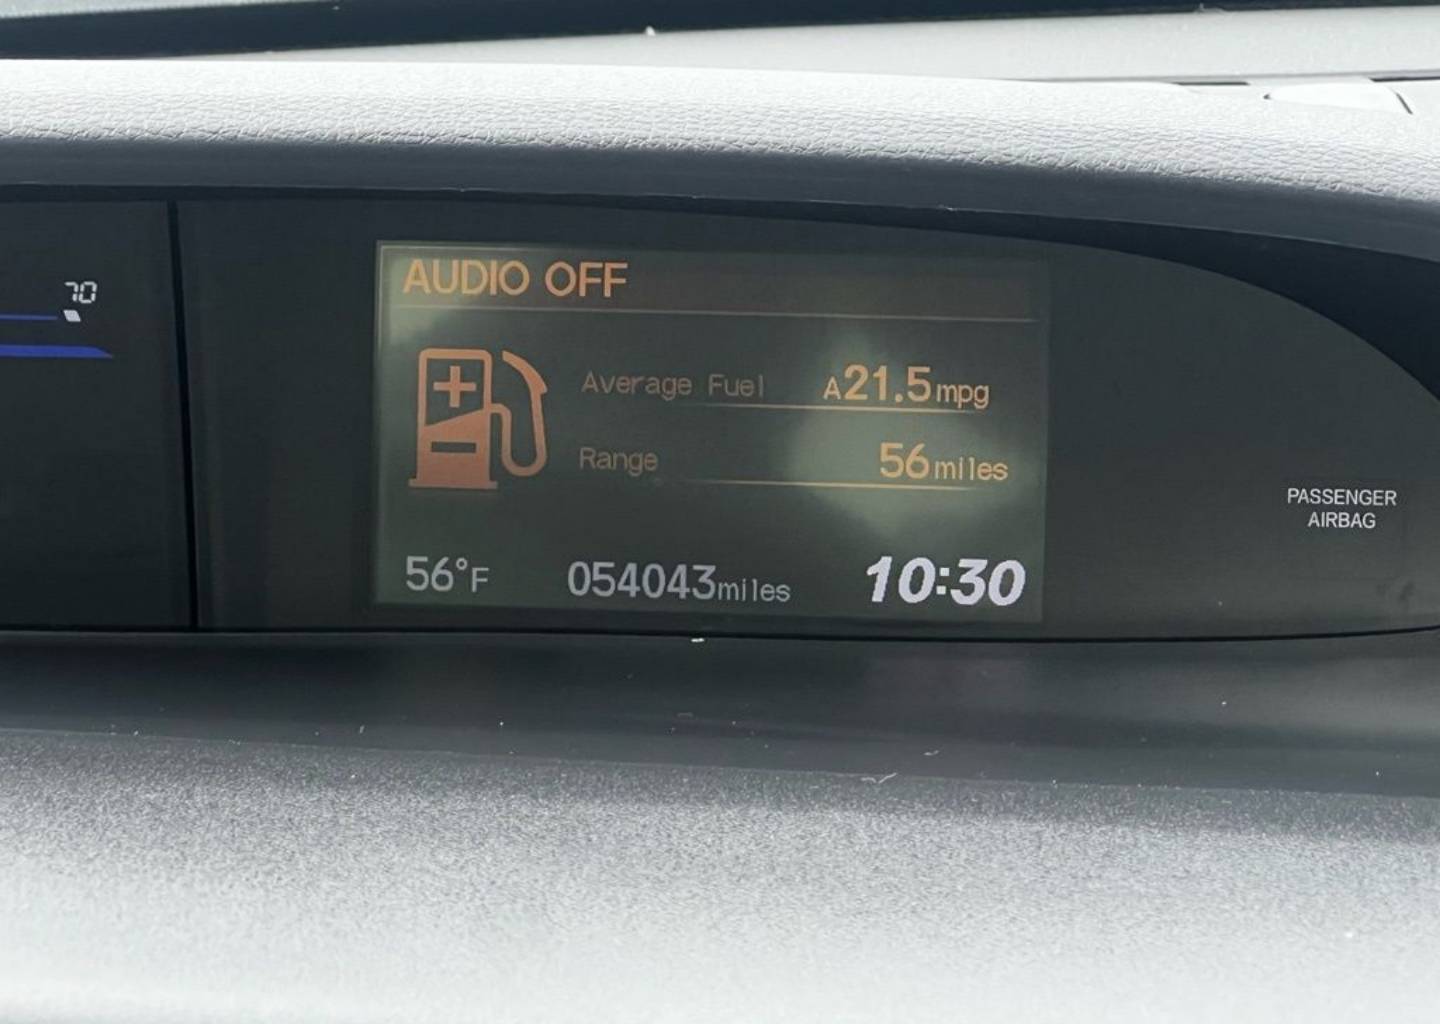 70
AUDIO OFF
Average Fuel A21.5mpg
Range 56miles
56°F 054043miles 10:30
PASSENGER
AIRBAG